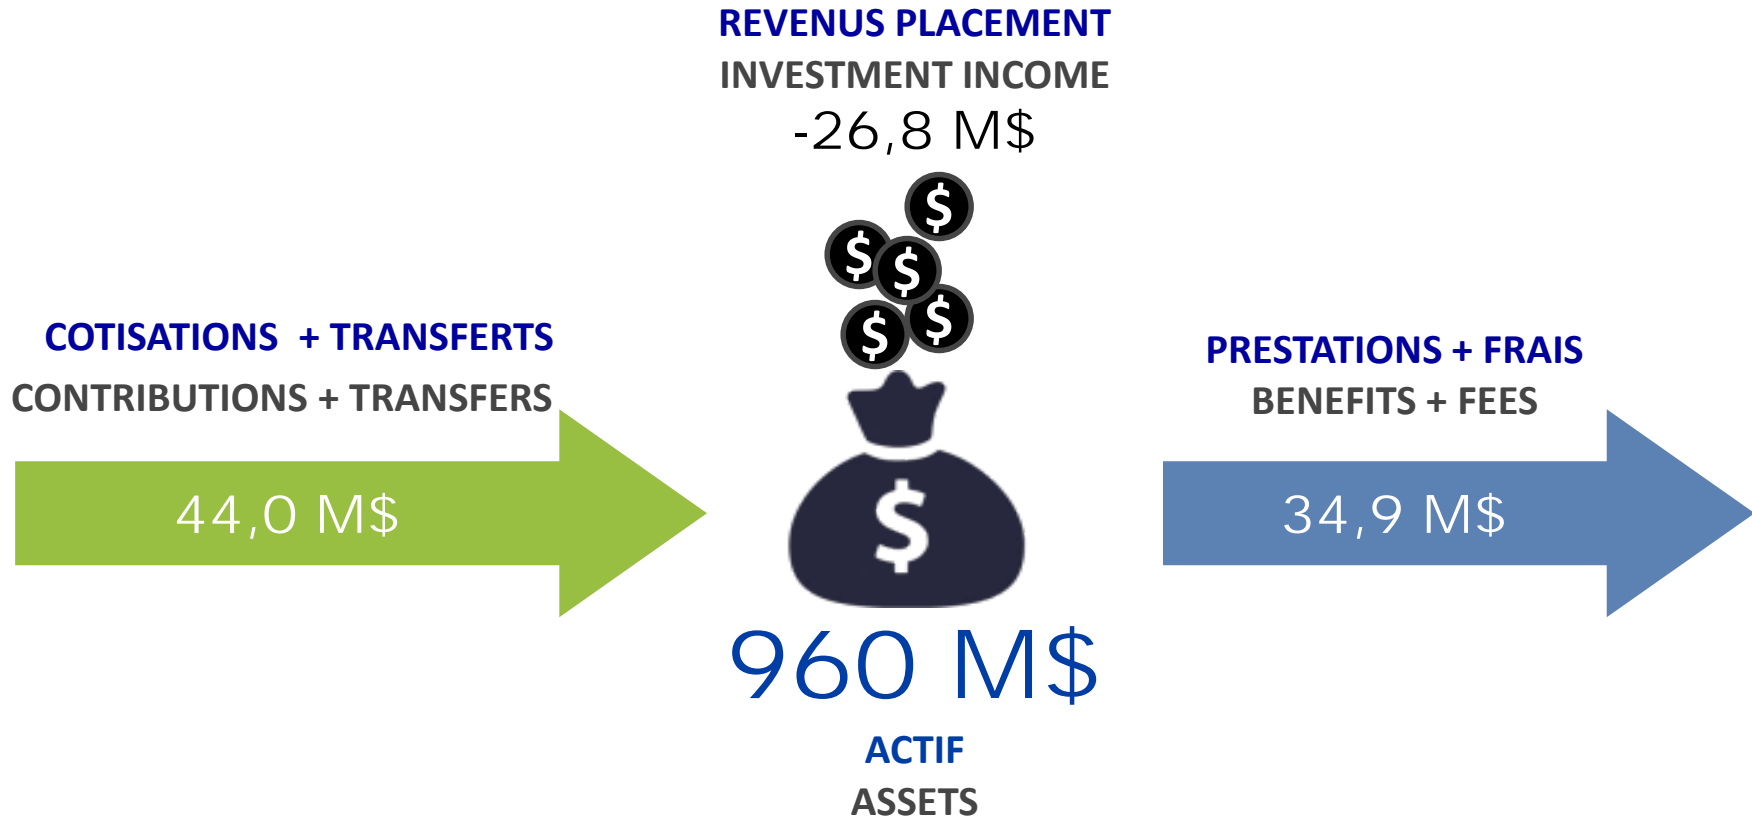 REVENUS PLACEMENT
INVESTMENT INCOME
-26,8 M$
$
$
$
$
$
COTISATIONS + TRANSFERTS
CONTRIBUTIONS + TRANSFERS
44,0 M$
$
960 M$
ACTIF
ASSETS
PRESTATIONS + FRAIS
BENEFITS + FEES
34,9 M$